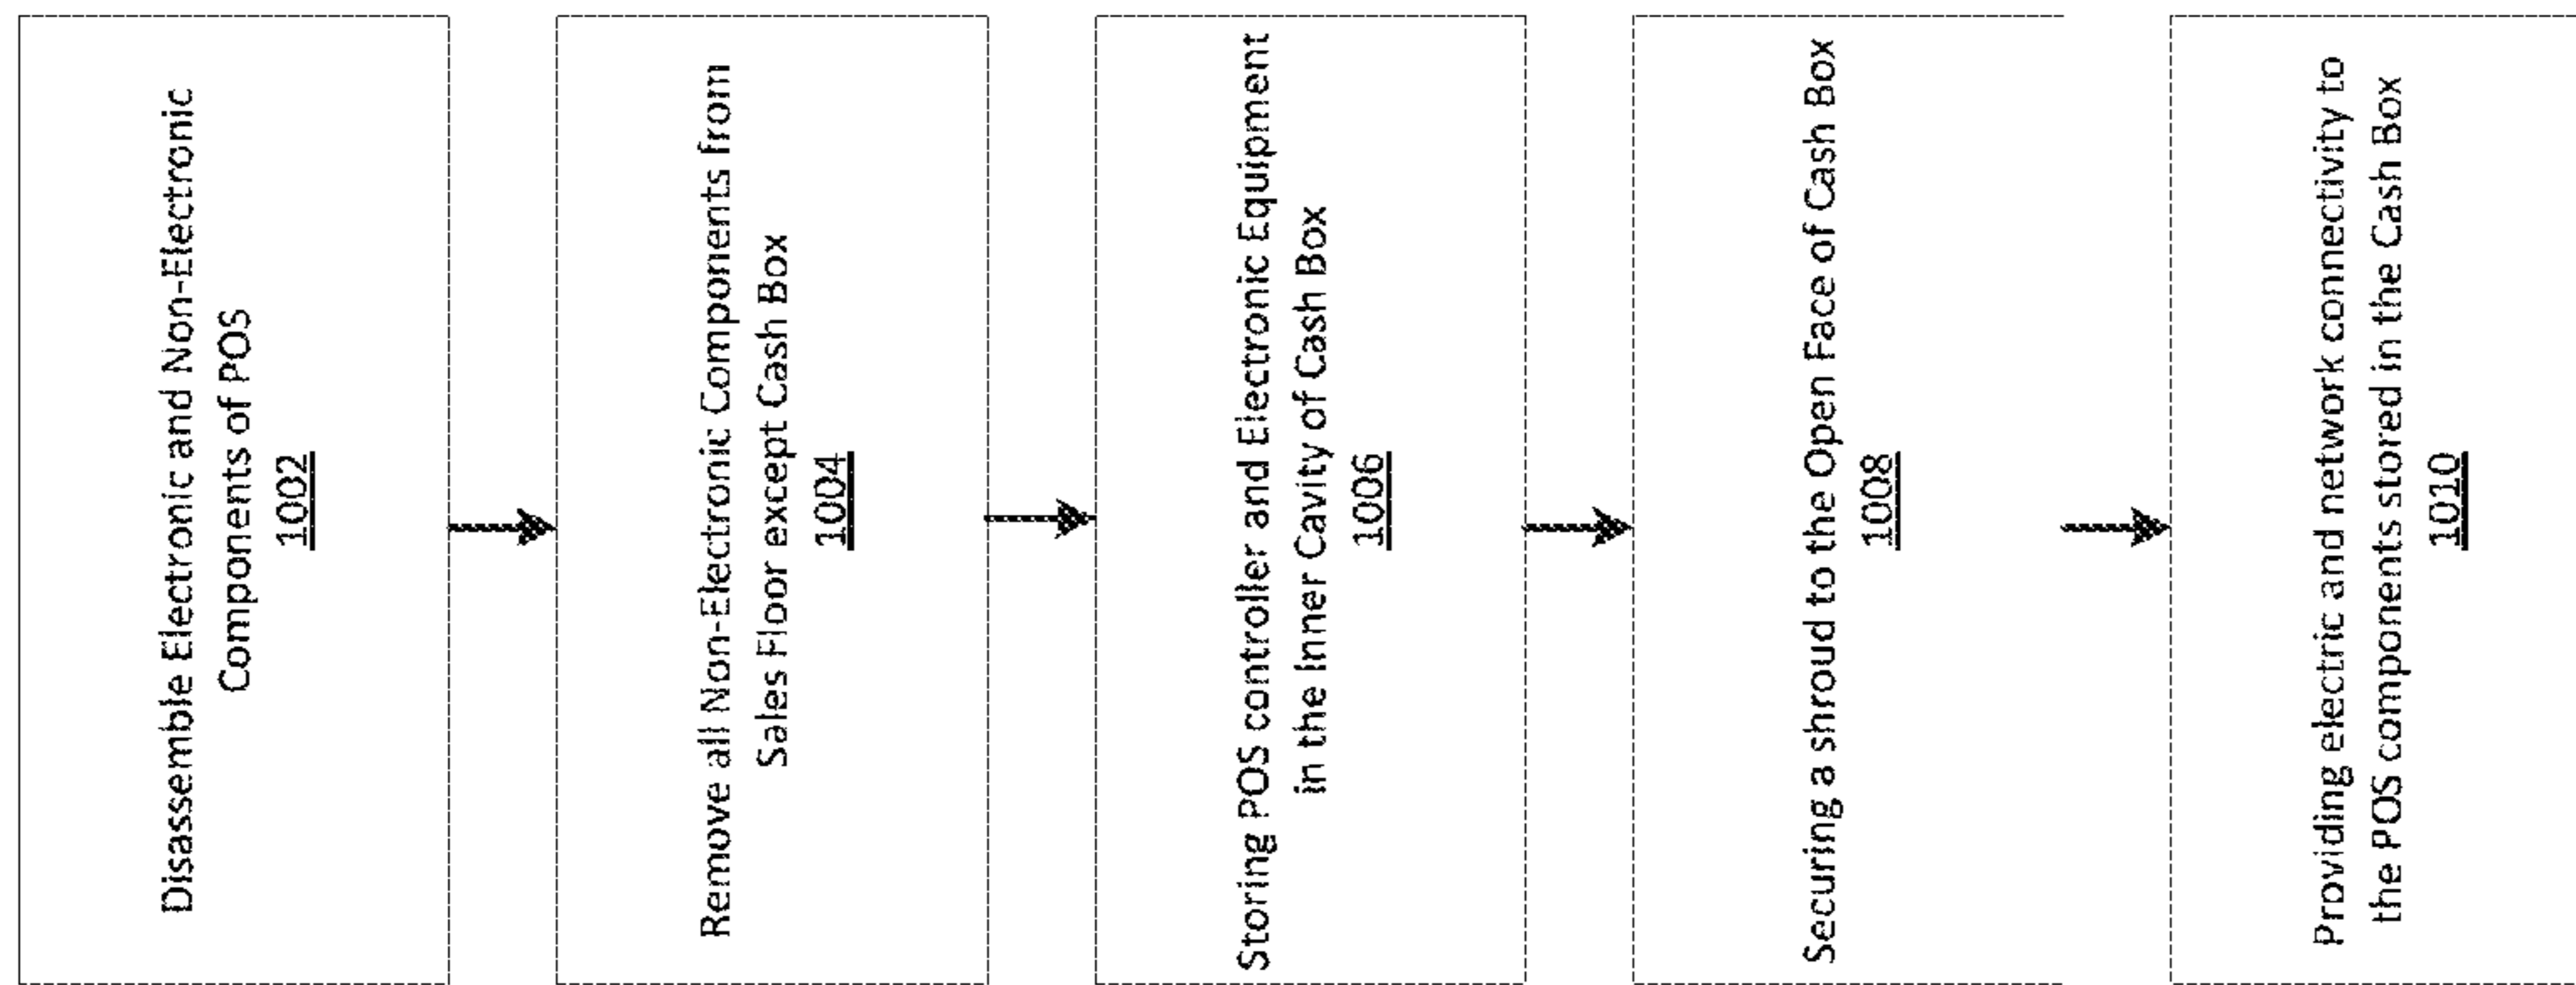 Disassemble Electronic and Non-Electronic
Components of POS
1002
Remove all Non-Electronic Components from
Sales Floor except Cash Box
1004
Storing POS controller and Electronic Equipment
in the Inner Cavity of Cash Box
1006
Securing a shroud to the Open Face of Cash Box
1008
Providing electric and network connectivity to
the POS components stored in the Cash Box
1010